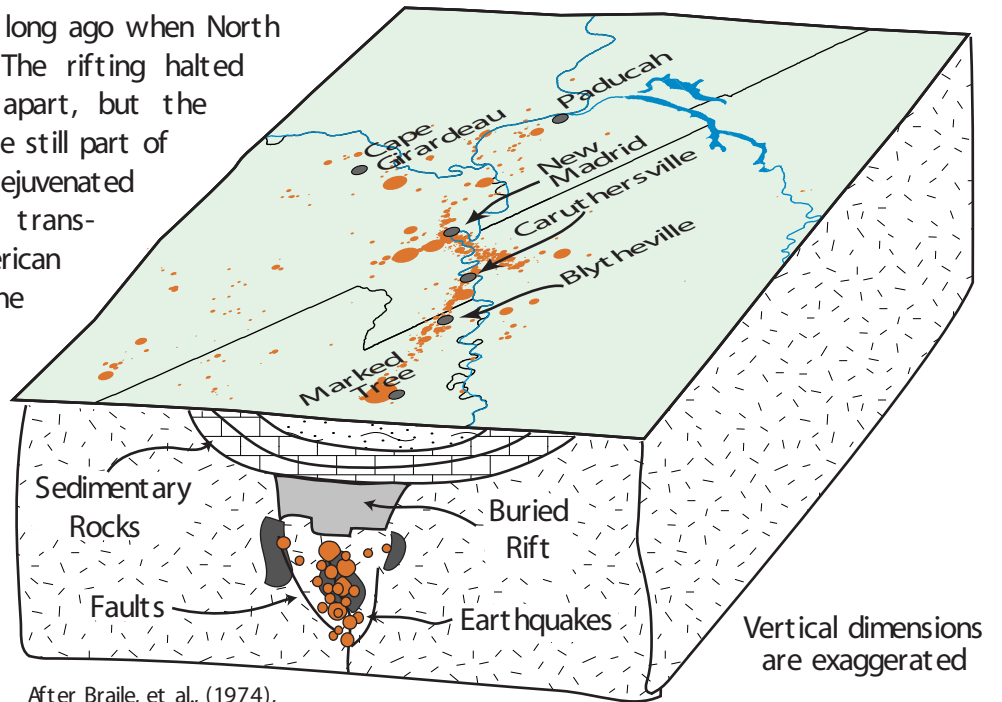 long ago when North
The rifting halted
apart, but the
e still part of
ejuvenated
trans-
erican
he
Paducah
Cape
Girardeau
New
Madrid
Caruthersville
Blytheville
Marked
Tree
Sedimentary
Rocks
Buried
Rift
Faults
Earthquakes
Vertical dimensions
are exaggerated
After Braile, et al., (1974),